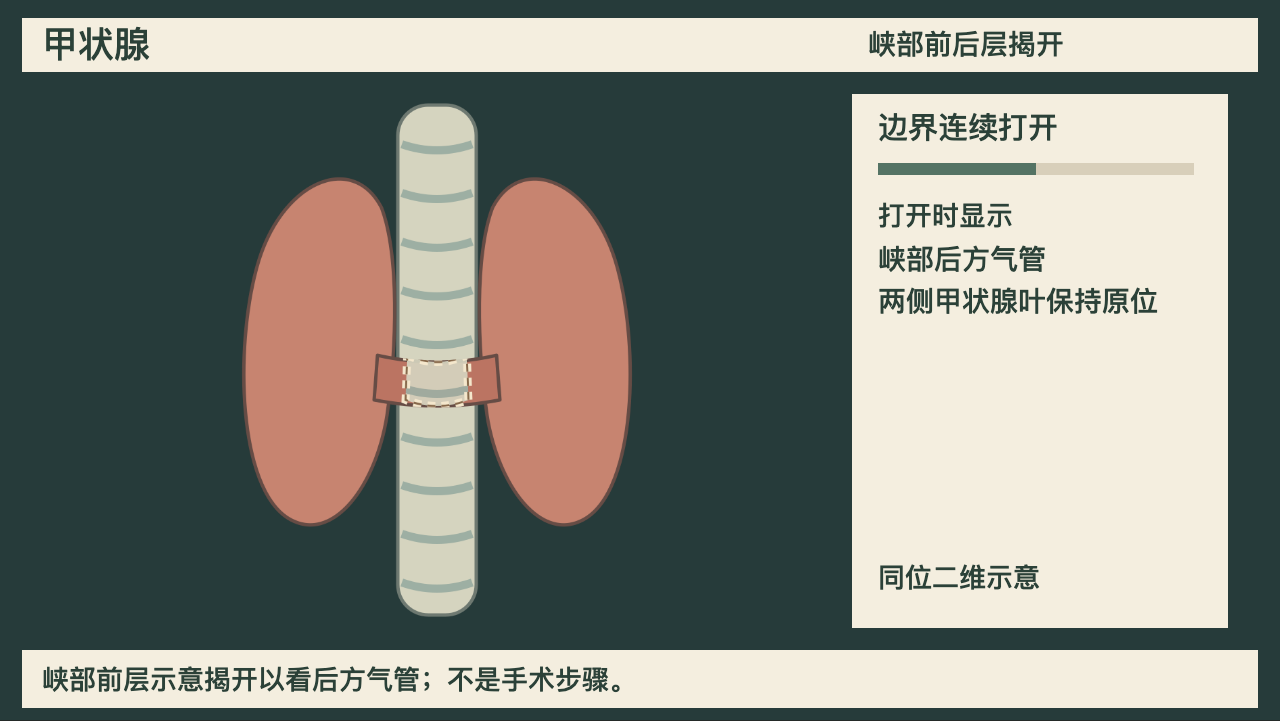 甲状腺
峡部前后层揭开
边界连续打开
打开时显示
峡部后方气管
两侧甲状腺叶保持原位
同位二维示意
峡部前层示意揭开以看后方气管；不是手术步骤。